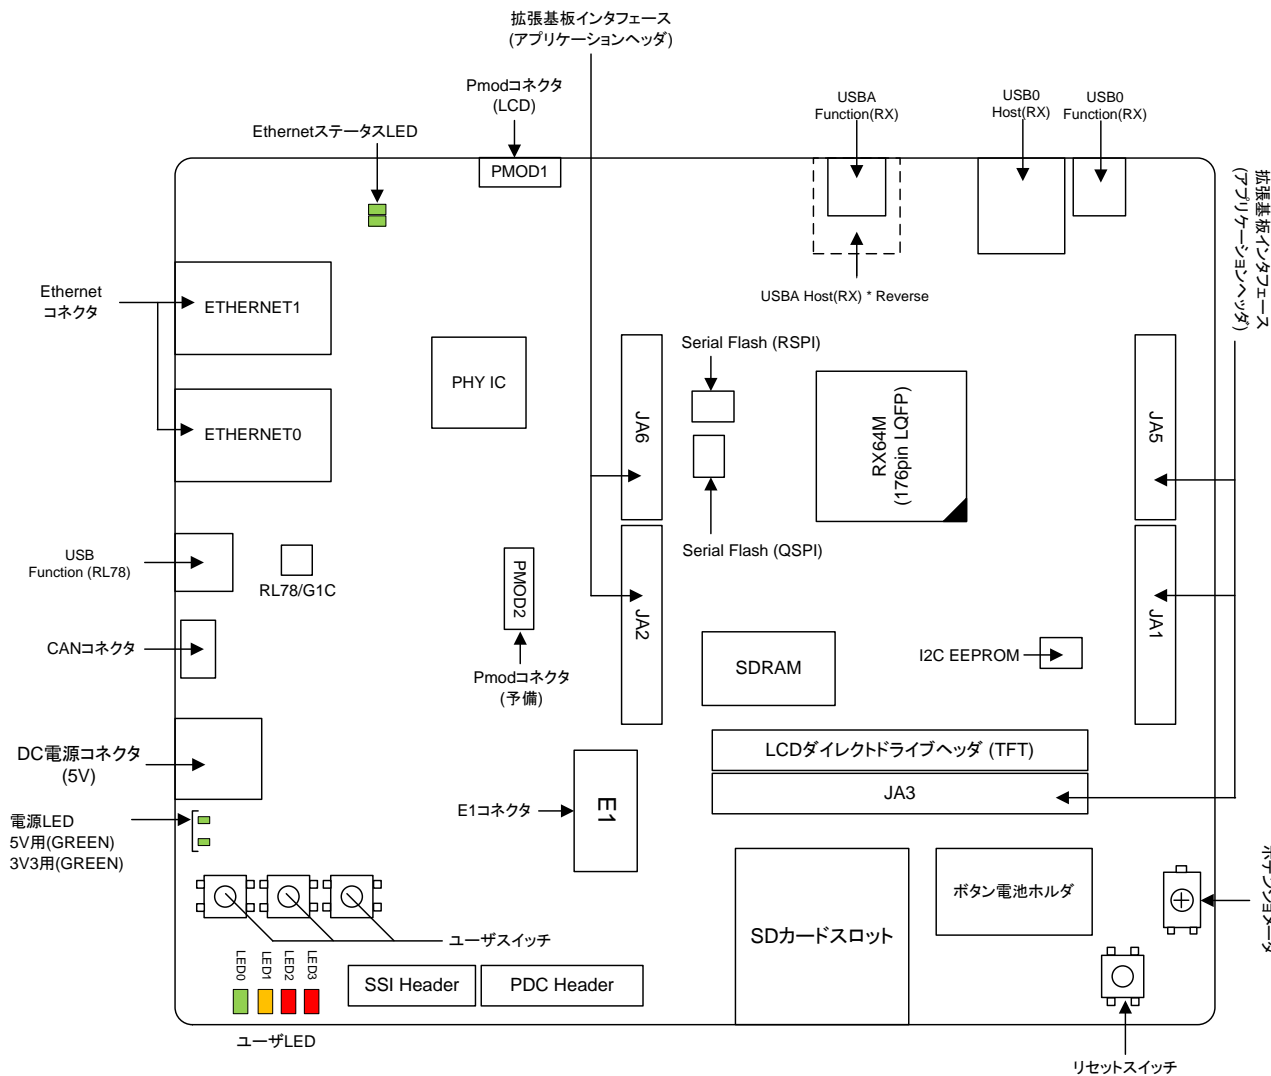 拡張基板インタフェース
(アプリケーションヘッダ)
Pmodコネクタ
(LCD)
EthernetステータスLED
PMOD1
USBA
Function(RX)
USB0
Host(RX)
USB0
Function(RX)
拡張基板インタフェース
(アプリケーションヘッダ)
USBA Host(RX) * Reverse
Ethernet
コネクタ
ETHERNET1
ETHERNET0
PHY IC
JA6
Serial Flash (RSPI)
Serial Flash (QSPI)
RX64M
(176pin LQFP)
JA5
USB
Function (RL78)
RL78/G1C
PMOD2
Pmodコネクタ
(予備)
JA2
JA1
CANコネクタ
SDRAM
I2C EEPROM
DC電源コネクタ
(5V)
LCDダイレクトドライブヘッダ (TFT)
JA3
E1コネクタ
E1
電源LED
5V用(GREEN)
3V3用(GREEN)
ボタン電池ホルダ
ポテンショメータ
SDカードスロット
ユーザスイッチ
LED0
LED1
LED2
LED3
SSI Header
PDC Header
ユーザLED
リセットスイッチ